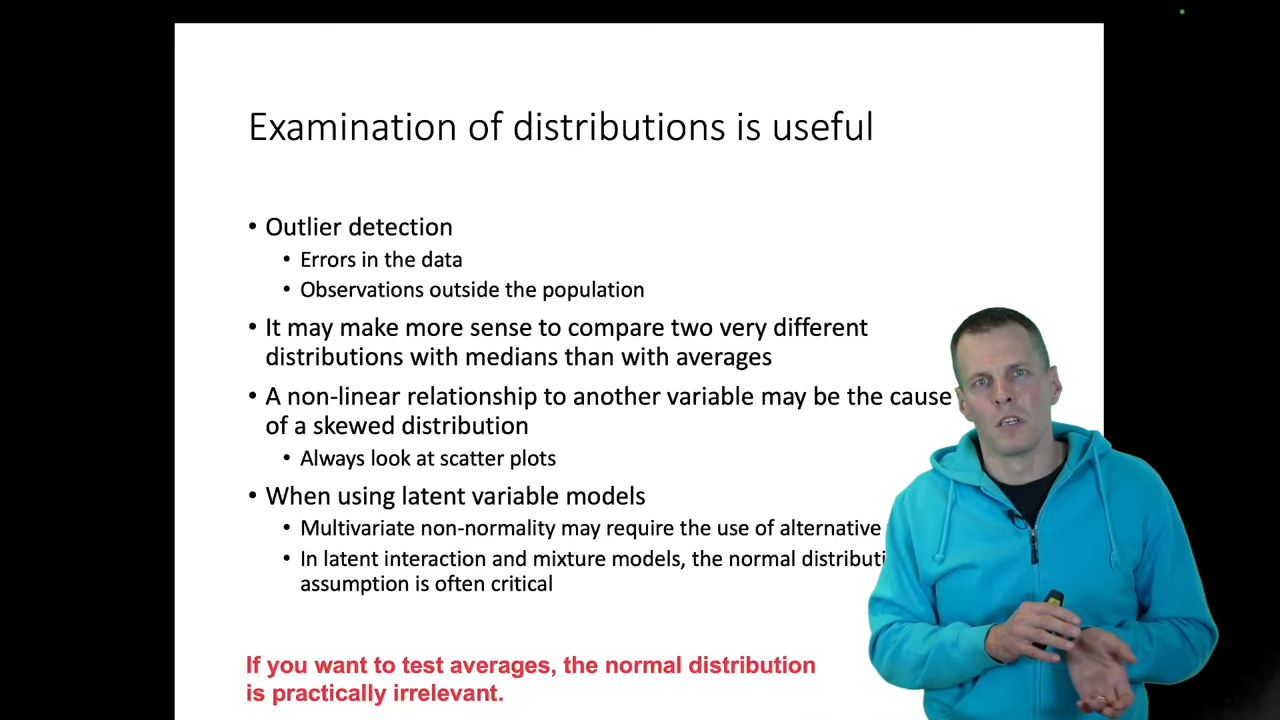 Examination of distributions is useful
• Outlier detection
• Errors in the data
• Observations outside the population
• It may make more sense to compare two very different
distributions with medians than with averages
• A non-linear relationship to another variable may be the cause
of a skewed distribution
• Always look at scatter plots
• When using latent variable models
• Multivariate non-normality may require the use of alternative
• In latent interaction and mixture models, the normal
assumption is often critical
If you want to test averages, the normal distribution
is practically irrelevant.